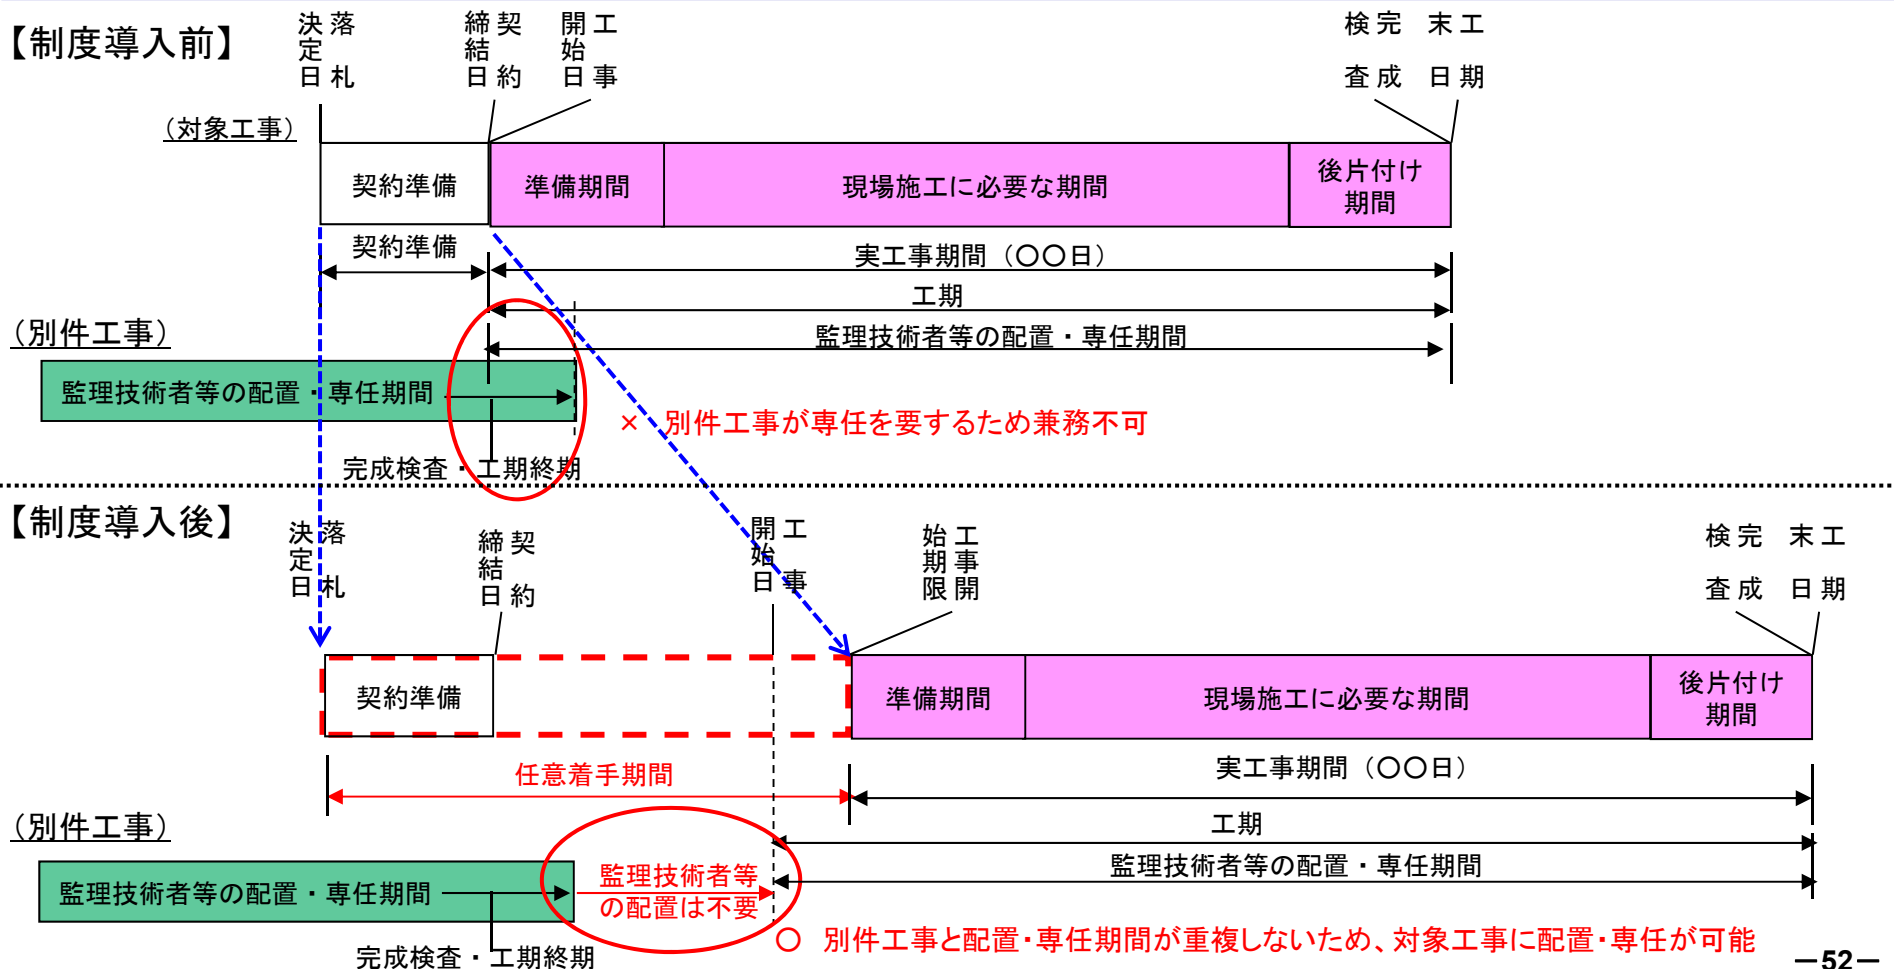 【制度導入前】
落札
決定日
契約
締結日
工事
開始日
完成
検査
工期
末日
（対象工事）
契約準備
準備期間
現場施工に必要な期間
後片付け
期間
契約準備
実工事期間（〇〇日）
工期
監理技術者等の配置・専任期間
（別件工事）
監理技術者等の配置・専任期間
× 別件工事が専任を要するため兼務不可
完成検査・工期終期
【制度導入後】
落札
決定日
契約
締結日
工事
開始日
工事開
始期限
完成
検査
工期
末日
契約準備
準備期間
現場施工に必要な期間
後片付け
期間
任意着手期間
実工事期間（〇〇日）
工期
（別件工事）
監理技術者等の配置・専任期間
監理技術者等の配置・専任期間
監理技術者等
の配置は不要
〇 別件工事と配置・専任期間が重複しないため、対象工事に配置・専任が可能
完成検査・工期終期
－52－